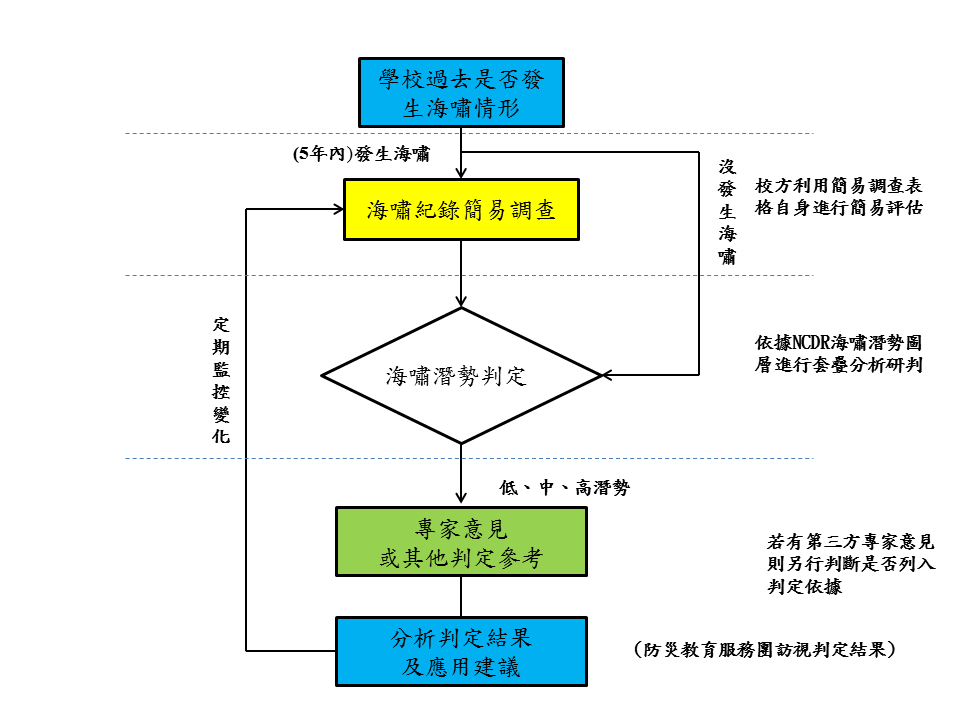 學校過去是否發
生海嘯情形
(5年內)發生海嘯
沒發生海嘯
校方利用簡易調查表
格自身進行簡易評估
海嘯紀錄簡易調查
定期監控變化
依據NCDR海嘯潛勢圖
層進行套疊分析研判
海嘯潛勢判定
低、中、高潛勢
專家意見
或其他判定參考
若有第三方專家意見
則另行判斷是否列入
判定依據
分析判定結果
及應用建議
(防災教育服務團訪視判定結果)